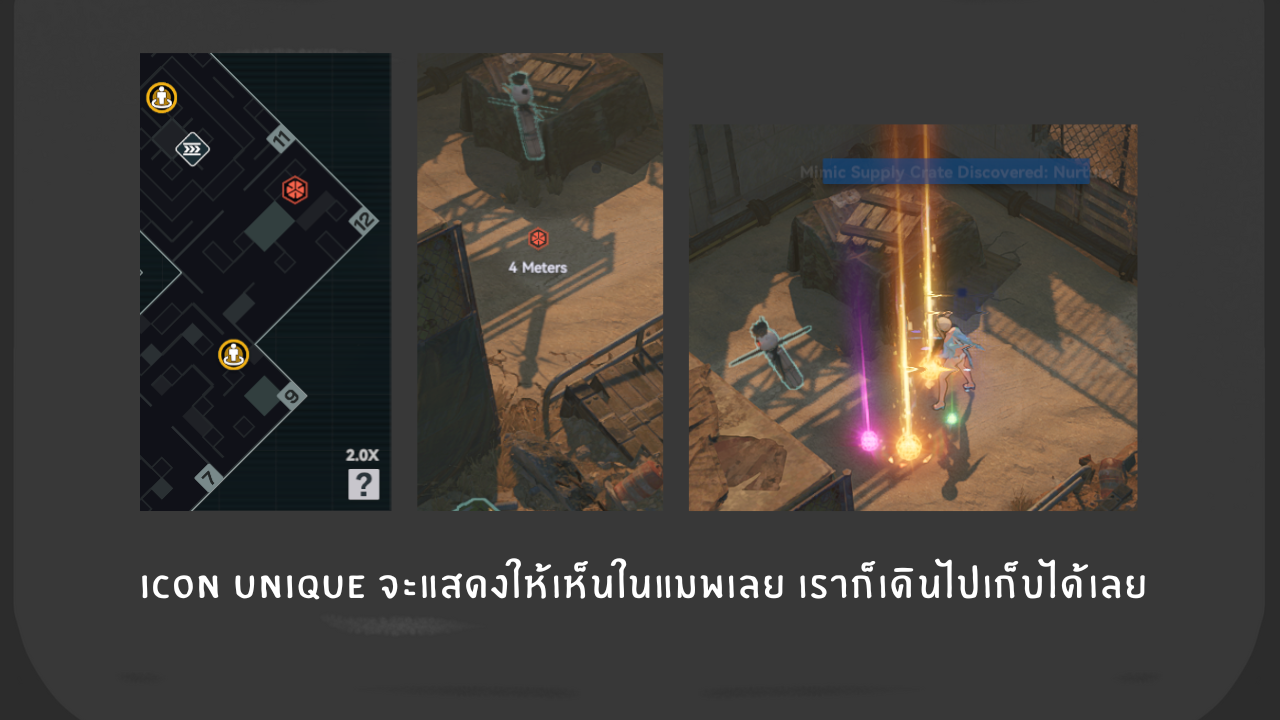 11
12
9
7
2.0X
?
4 Meters
Mimic Supply Crate Discovered: Nurt
ICON UNIQUE จะแสดงให้เห็นในแมพเลย เราก็เดินไปเก็บได้เลย